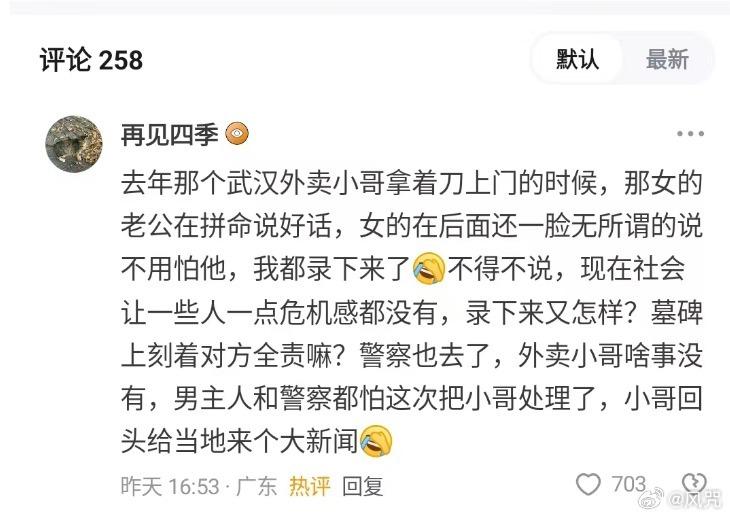 评论 258
默认
最新
再见四季
去年那个武汉外卖小哥拿着刀上门的时候，那女的
老公在拼命说好话，女的在后面还一脸无所谓的说
不用怕他，我都录下来了🤣不得不说，现在社会
让一些人一点危机感都没有，录下来又怎样？墓碑
上刻着对方全责嘛？警察也去了，外卖小哥啥事没
有，男主人和警察都怕这次把小哥处理了，小哥回
头给当地来个大新闻🤣
昨天 16:53 · 广东 热评 回复
703
@风咒